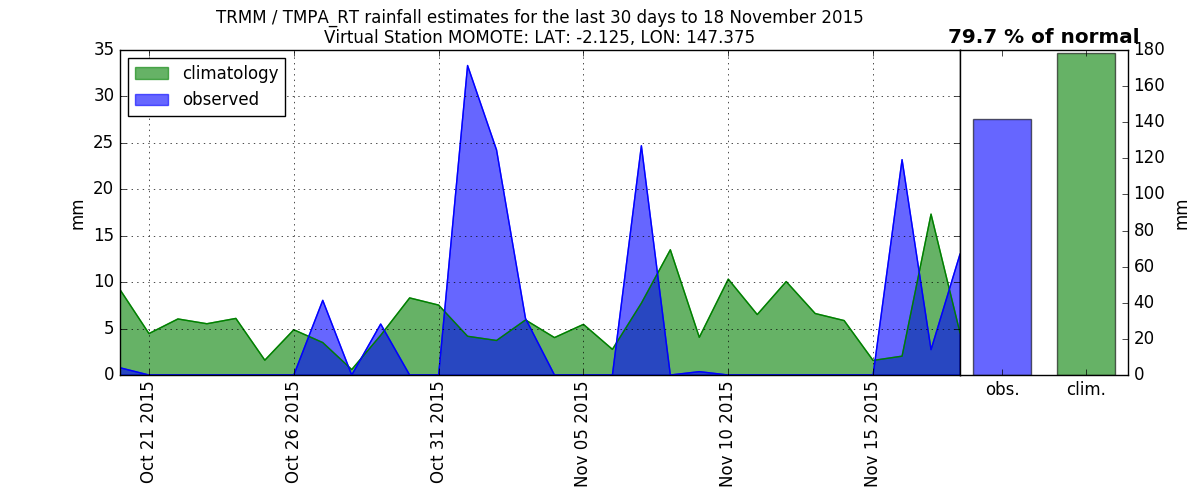 TRMM / TMPA_RT rainfall estimates for the last 30 days to 18 November 2015
Virtual Station MOMOTE: LAT: -2.125, LON: 147.375
79.7 % of normal
climatology
observed
35
30
25
20
15
10
5
0
mm
Oct 21 2015
Oct 26 2015
Oct 31 2015
Nov 05 2015
Nov 10 2015
Nov 15 2015
obs.
clim.
180
160
140
120
100
80
60
40
20
0
mm